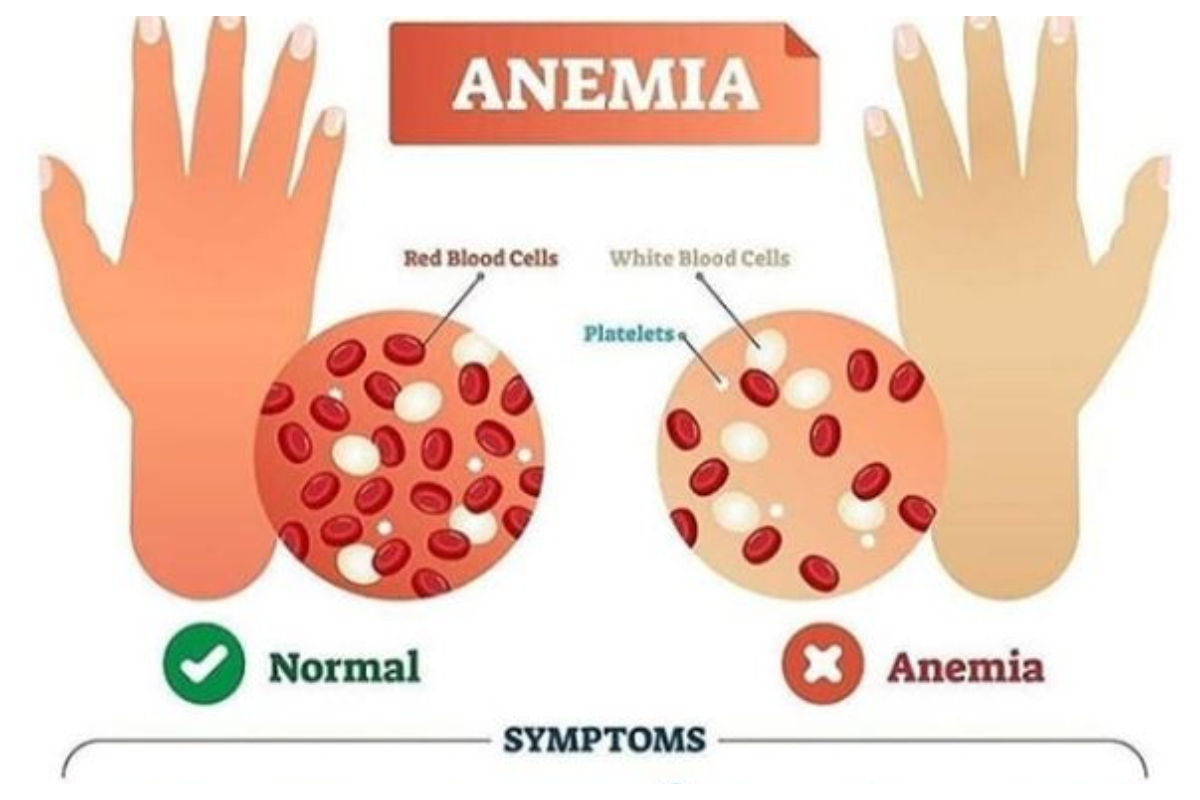 ANEMIA
Red Blood Cells
White Blood Cells
Platelets
Normal
Anemia
SYMPTOMS